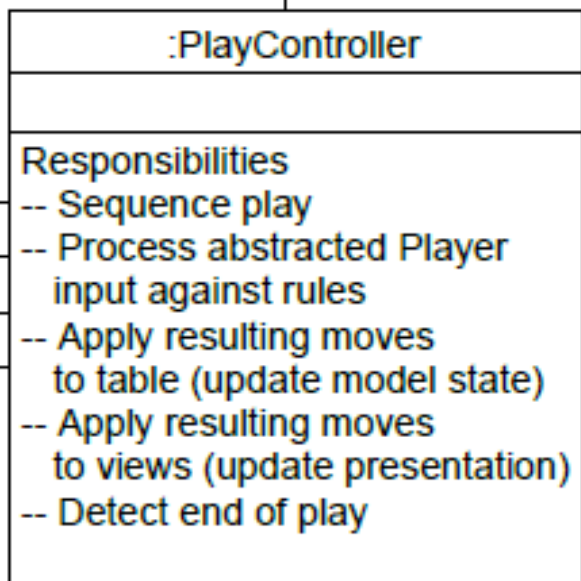 :PlayController
Responsibilities
-- Sequence play
-- Process abstracted Player
input against rules
-- Apply resulting moves
to table (update model state)
-- Apply resulting moves
to views (update presentation)
-- Detect end of play